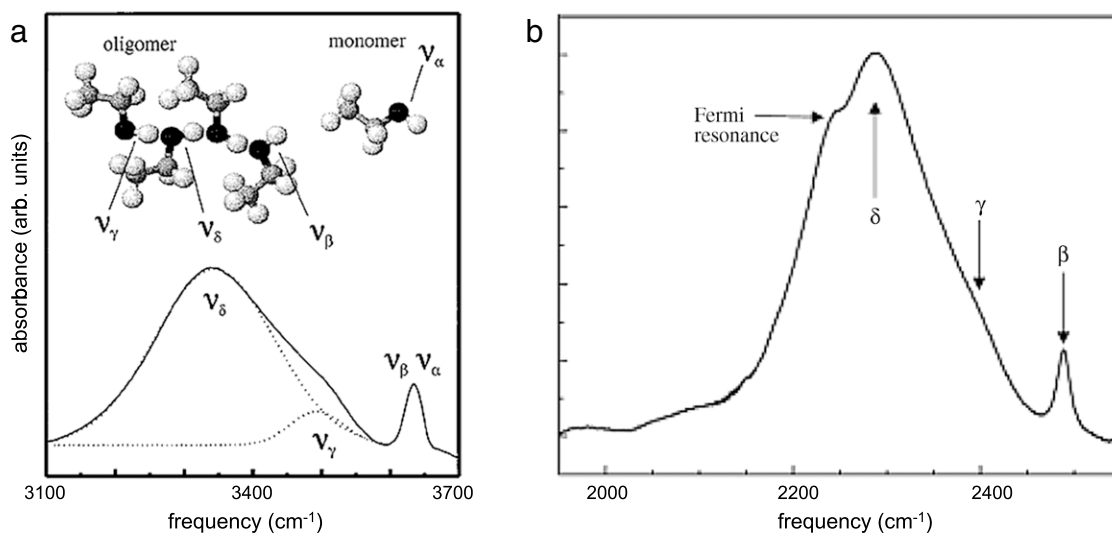 a
oligomer
monomer
να
νγ
νδ
νβ
νδ
νβ να
νγ
absorbance (arb. units)
3100
3400
3700
frequency (cm-1)
b
Fermi
resonance
δ
γ
β
2000
2200
2400
frequency (cm-1)